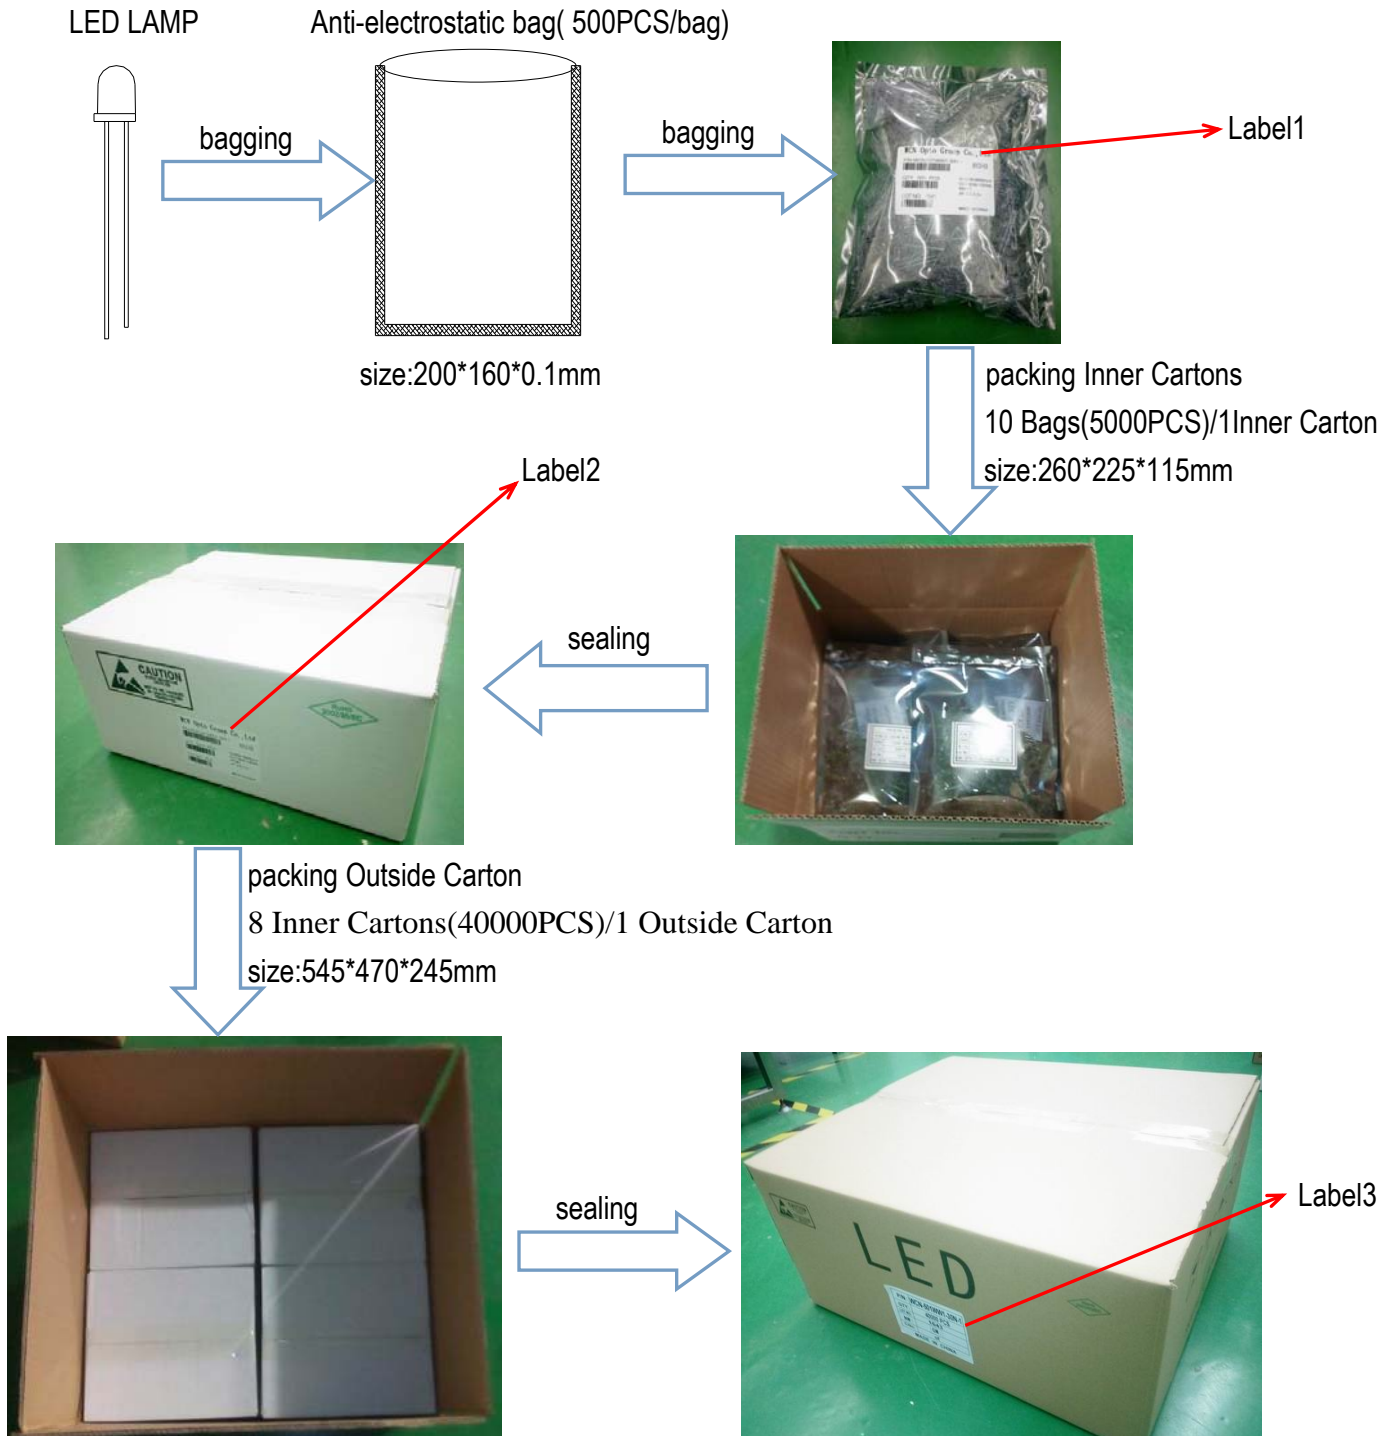 LED LAMP
Anti-electrostatic bag( 500PCS/bag)
bagging
bagging
Label1
size:200*160*0.1mm
packing Inner Cartons
10 Bags(5000PCS)/1Inner Carton
size:260*225*115mm
Label2
sealing
CAUTION
packing Outside Carton
8 Inner Cartons(40000PCS)/1 Outside Carton
size:545*470*245mm
sealing
Label3
LED